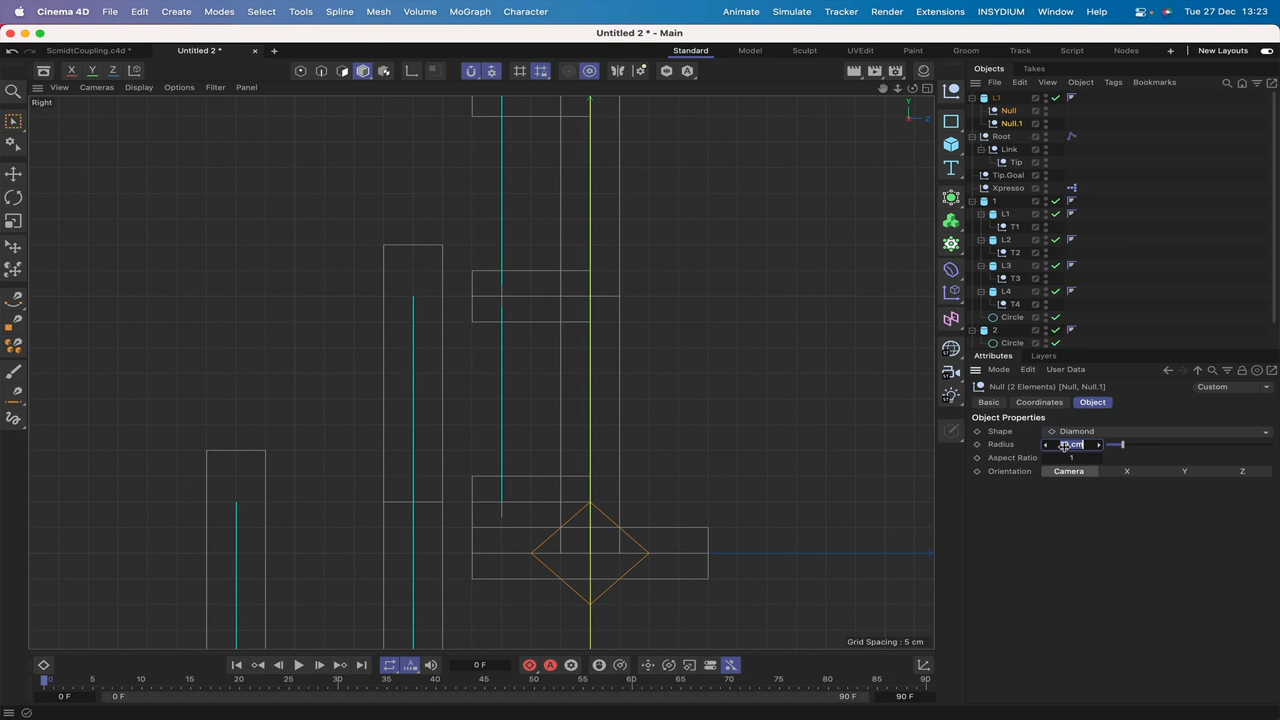 Cinema 4D File Edit Create Modes Select Tools Spline Mesh Volume MoGraph Character Animate Simulate Tracker Render Extensions INSYDIUM Window Help Tue 27 Dec 13:23
Untitled 2 * - Main
ScmidtCoupling.c4d * Untitled 2 * Standard Model Sculpt UVEdit Paint Groom Track Script Nodes New Layouts
X Y Z Objects Takes
View Cameras Display Options Filter Panel File Edit View Object Tags Bookmarks
Right Y Z
L1
Null
Null.1
Root
Link
Tip
Tip.Goal
Xpresso
1
L1
T1
L2
T2
L3
T3
L4
T4
Circle
2
Circle
Attributes Layers
Mode Edit User Data
Null (2 Elements) [Null, Null.1] Custom
Basic Coordinates Object
Object Properties
Shape Diamond
Radius cm
Aspect Ratio 1
Orientation Camera X Y Z
Grid Spacing : 5 cm
0 F
0 5 10 15 20 25 30 35 40 45 50 55 60 65 70 75 80 85 90
0 F 0 F 90 F 90 F